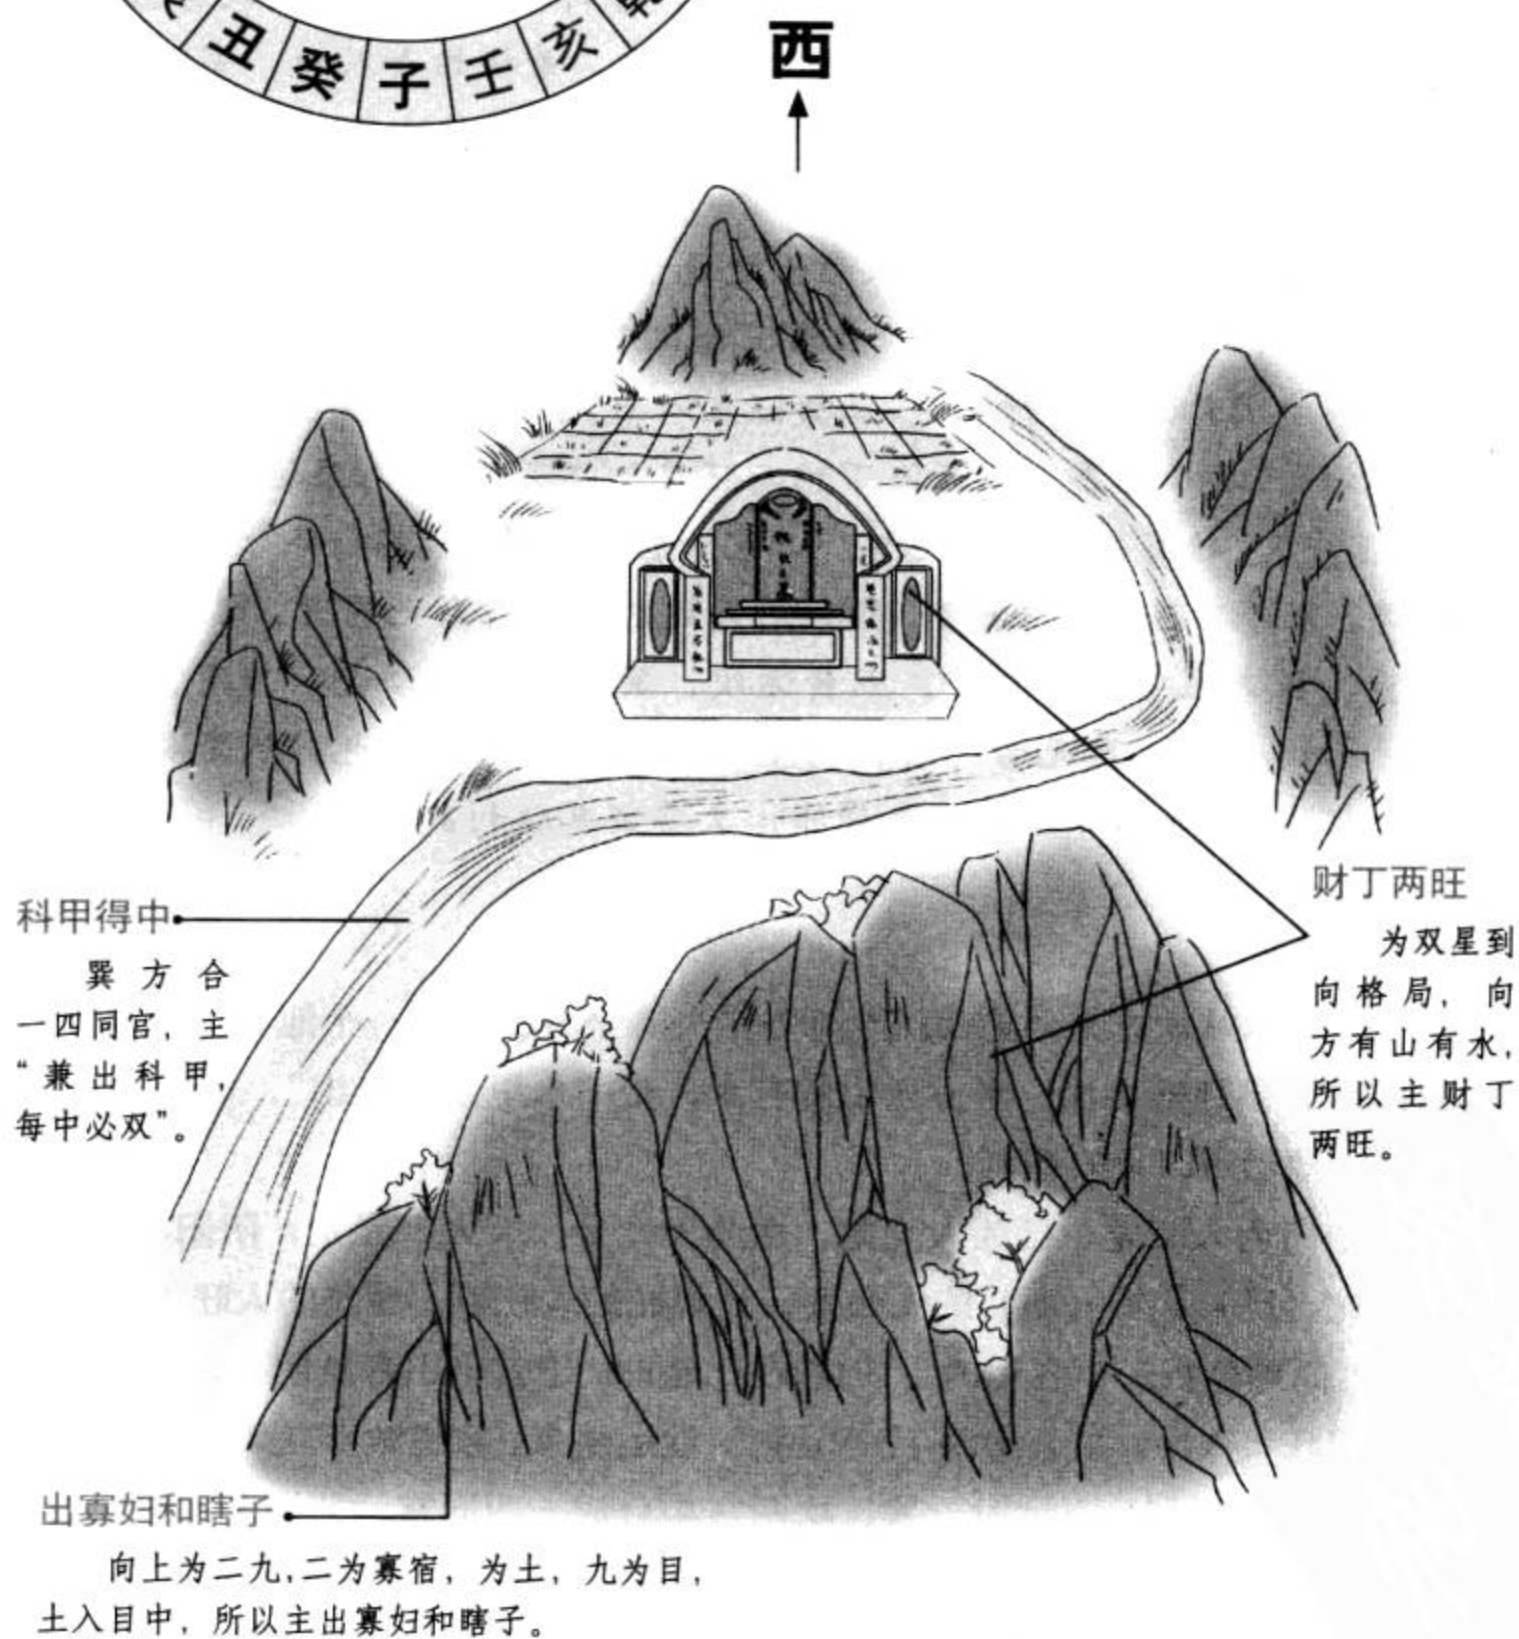 丑 癸 子 壬 亥
西
科甲得中
巽方合
一四同宫，主
“兼出科甲，
每中必双”。
财丁两旺
为双星到
向格局，向
方有山有水，
所以主财丁
两旺。
出寡妇和瞎子
向上为二九，二为寡宿，为土，九为目，
土入目中，所以主出寡妇和瞎子。